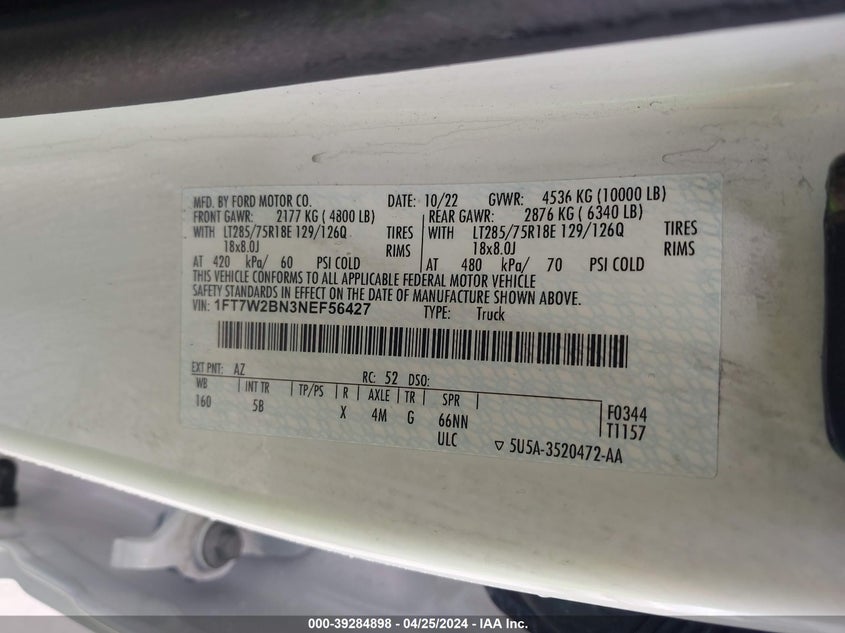 MFD. BY FORD MOTOR CO. DATE: 10/22 GVWR: 4536 KG (10000 LB)
FRONT GAWR: 2177 KG ( 4800 LB) REAR GAWR: 2876 KG ( 6340 LB)
WITH LT285/75R18E 129/126Q TIRES WITH LT285/75R18E 129/126Q TIRES
18x8.0J RIMS 18x8.0J RIMS
AT 420 kPa/ 60 PSI COLD AT 480 kPa/ 70 PSI COLD
THIS VEHICLE CONFORMS TO ALL APPLICABLE FEDERAL MOTOR VEHICLE
SAFETY STANDARDS IN EFFECT ON THE DATE OF MANUFACTURE SHOWN ABOVE.
VIN: 1FT7W2BN3NEF56427 TYPE: Truck
EXT PNT: AZ RC: 52 DSO:
WB INT TR TP/PS R AXLE TR SPR
160 5B X 4M G 66NN F0344
ULC T1157
▽ 5U5A-3520472-AA
000-39284898 - 04/25/2024 - IAA Inc.